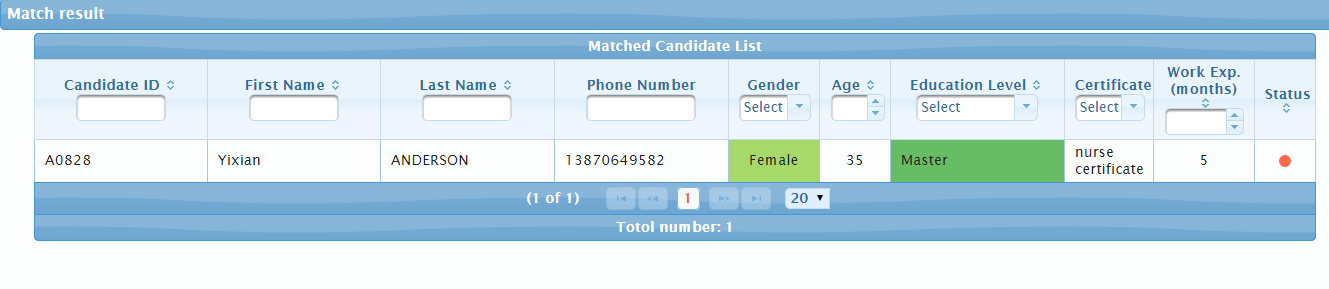 Match result
Matched Candidate List
Candidate ID First Name Last Name Phone Number Gender Age Education Level Certificate Work Exp. (months) Status
Select Select Select
A0828 Yixian ANDERSON 13870649582 Female 35 Master nurse certificate 5
(1 of 1) 1 20
Totol number: 1